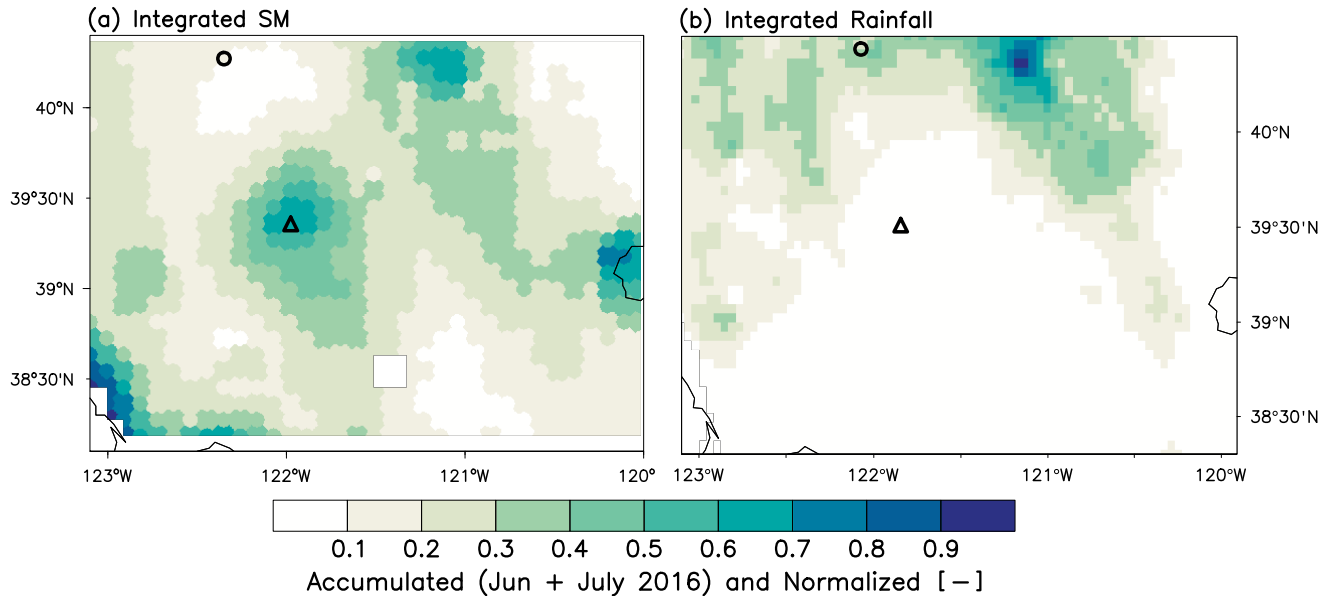 (a) Integrated SM
(b) Integrated Rainfall
40°N
39°30'N
39°N
38°30'N
40°N
39°30'N
39°N
38°30'N
123°W 122°W 121°W 120°
123°W 122°W 121°W 120°W
0.1 0.2 0.3 0.4 0.5 0.6 0.7 0.8 0.9
Accumulated (Jun + July 2016) and Normalized [-]